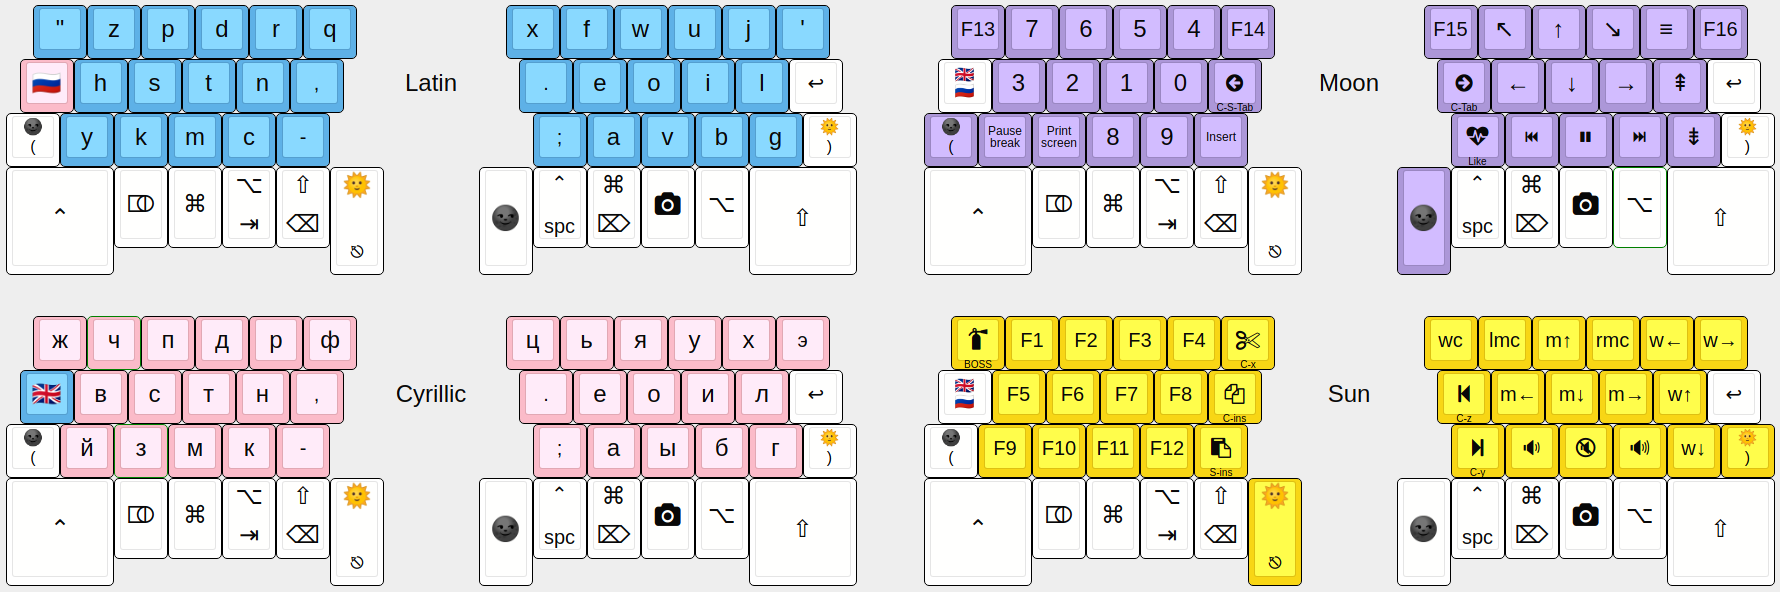 " z p d r q x f w u j ' F13 7 6 5 4 F14 F15 ↖ ↑ ↘ ≡ F16
h s t n , Latin . e o i l ↩ 3 2 1 0 C-S-Tab Moon C-Tab ← ↓ → ⇞ ↩
( y k m c - ; a v b g ) ( Pause break Print screen 8 9 Insert Like ⏮ ⏸ ⏭ ⇟ )
⌃ ⌘ ⌥ ⇧ ⌃ ⌘ ⌥ ⇧ ⌃ ⌘ ⌥ ⇧ ⌃ ⌘ ⌥ ⇧
⇥ ⌫ ⎋ spc ⌦ ⇥ ⌫ ⎋ spc ⌦
ж ч п д р ф ц ь я у х э BOSS F1 F2 F3 F4 C-x wc lmc m↑ rmc w← w→
в с т н , Cyrillic . е о и л ↩ F5 F6 F7 F8 C-ins Sun C-z m← m↓ m→ w↑ ↩
( й з м к - ; а ы б г ) ( F9 F10 F11 F12 S-ins C-y w↓ )
⌃ ⌘ ⌥ ⇧ ⌃ ⌘ ⌥ ⇧ ⌃ ⌘ ⌥ ⇧ ⌃ ⌘ ⌥ ⇧
⇥ ⌫ ⎋ spc ⌦ ⇥ ⌫ ⎋ spc ⌦